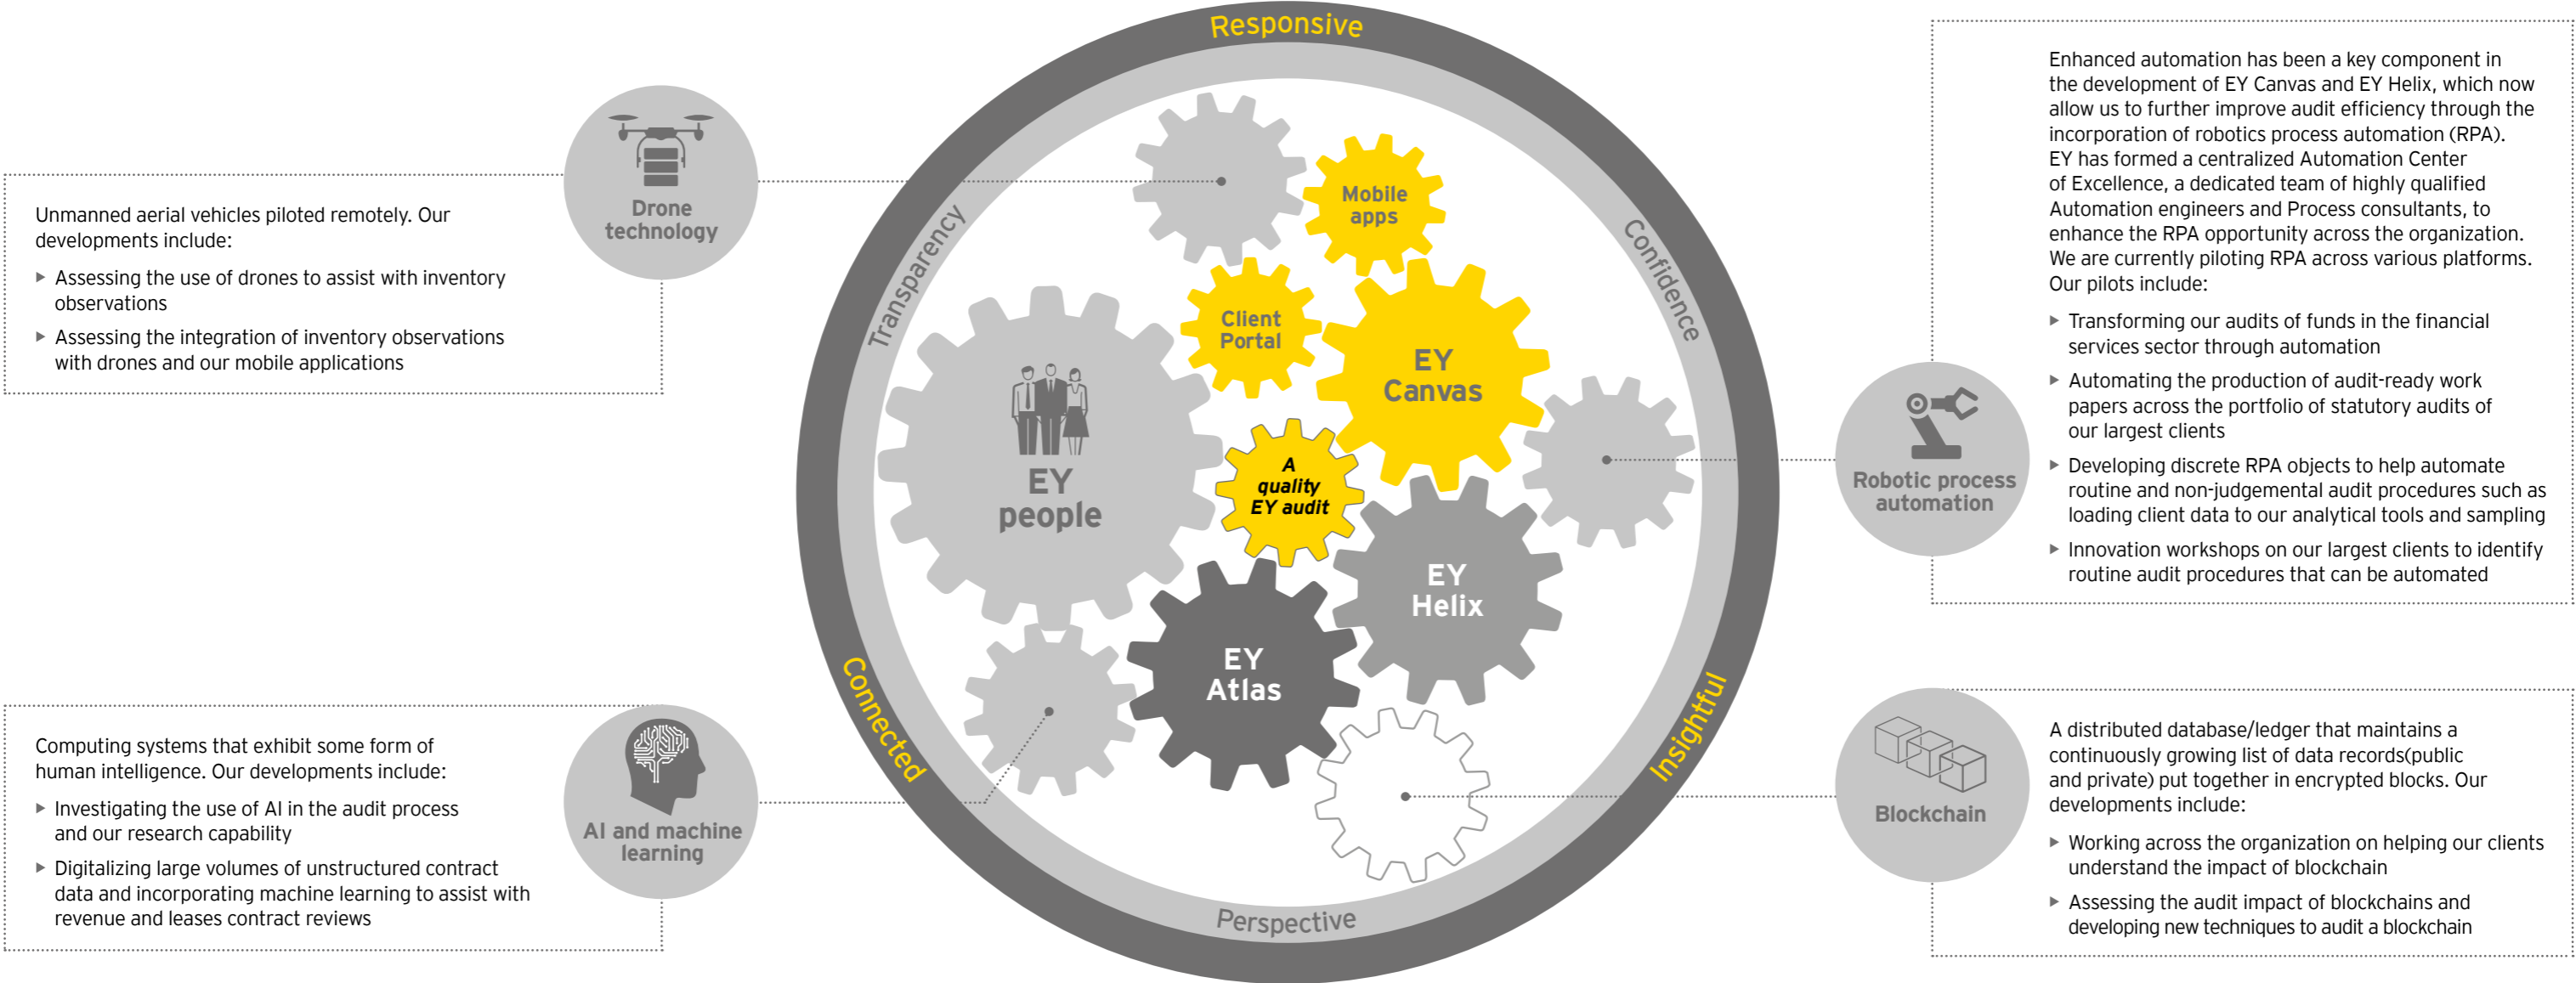 Responsive
Transparency
Confidence
Connected
Insightful
Perspective
Mobile
apps
Client
Portal
EY
Canvas
EY
people
A
quality
EY audit
EY
Helix
EY
Atlas
Drone
technology
Unmanned aerial vehicles piloted remotely. Our
developments include:
▶ Assessing the use of drones to assist with inventory
observations
▶ Assessing the integration of inventory observations
with drones and our mobile applications
AI and machine
learning
Computing systems that exhibit some form of
human intelligence. Our developments include:
▶ Investigating the use of AI in the audit process
and our research capability
▶ Digitalizing large volumes of unstructured contract
data and incorporating machine learning to assist with
revenue and leases contract reviews
Robotic process
automation
Enhanced automation has been a key component in
the development of EY Canvas and EY Helix, which now
allow us to further improve audit efficiency through the
incorporation of robotics process automation (RPA).
EY has formed a centralized Automation Center
of Excellence, a dedicated team of highly qualified
Automation engineers and Process consultants, to
enhance the RPA opportunity across the organization.
We are currently piloting RPA across various platforms.
Our pilots include:
▶ Transforming our audits of funds in the financial
services sector through automation
▶ Automating the production of audit-ready work
papers across the portfolio of statutory audits of
our largest clients
▶ Developing discrete RPA objects to help automate
routine and non-judgemental audit procedures such as
loading client data to our analytical tools and sampling
▶ Innovation workshops on our largest clients to identify
routine audit procedures that can be automated
Blockchain
A distributed database/ledger that maintains a
continuously growing list of data records(public
and private) put together in encrypted blocks. Our
developments include:
▶ Working across the organization on helping our clients
understand the impact of blockchain
▶ Assessing the audit impact of blockchains and
developing new techniques to audit a blockchain